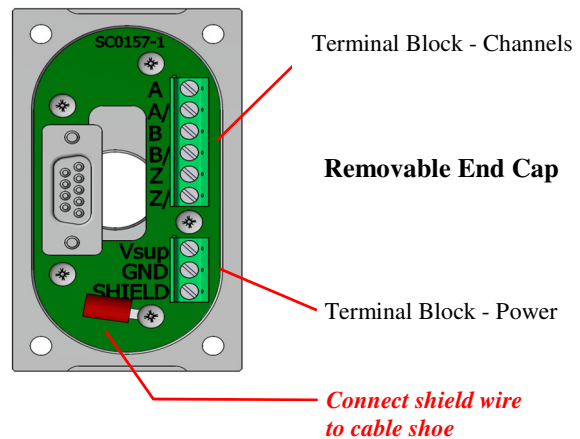 SC0157-1
Terminal Block - Channels
A
A/
B
B/
Z
Z/
Removable End Cap
Vsup
GND
SHIELD
Terminal Block - Power
Connect shield wire
to cable shoe